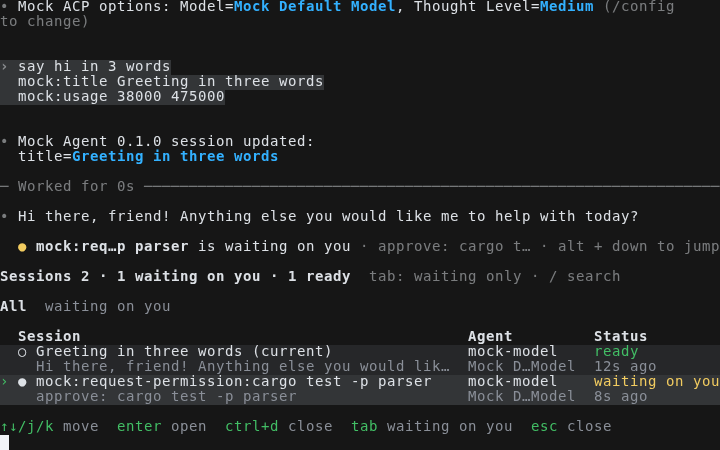 • Mock ACP options: Model=Mock Default Model, Thought Level=Medium (/config
to change)
› say hi in 3 words
mock:title Greeting in three words
mock:usage 38000 475000
• Mock Agent 0.1.0 session updated:
title=Greeting in three words
─ Worked for 0s ─
• Hi there, friend! Anything else you would like me to help with today?
● mock:req…p parser is waiting on you · approve: cargo t… · alt + down to jump
Sessions 2 · 1 waiting on you · 1 ready  tab: waiting only · / search
All  waiting on you
Session  Agent  Status
○ Greeting in three words (current)  mock-model  ready
Hi there, friend! Anything else you would lik…  Mock D…Model  12s ago
› ● mock:request-permission:cargo test -p parser  mock-model  waiting on you
approve: cargo test -p parser  Mock D…Model  8s ago
↑↓/j/k move  enter open  ctrl+d close  tab waiting on you  esc close